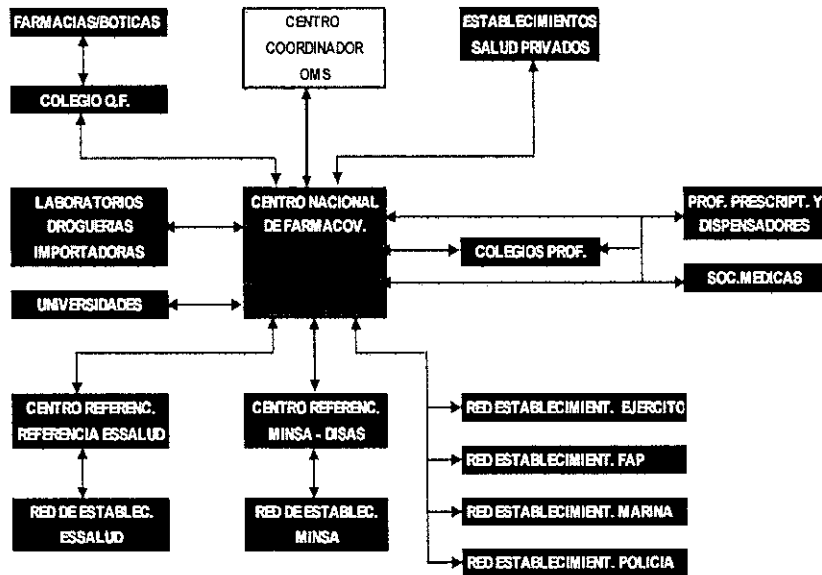 FARMACIAS/BOTICAS
CENTRO
COORDINADOR
OMS
ESTABLECIMIENTOS
SALUD PRIVADOS
COLEGIO Q.F.
LABORATORIOS
DROGUERIAS
IMPORTADORAS
CENTRO NACIONAL
DE FARMACOV.
PROF. PRESCRIPT. Y
DISPENSADORES
COLEGIOS PROF.
UNIVERSIDADES
SOC.MEDICAS
CENTRO REFERENC.
REFERENCIA ESSALUD
CENTRO REFERENC.
MINSA - DISAS
RED ESTABLECIMIENT. EJERCITO
RED ESTABLECIMIENT. FAP
RED DE ESTABLEC.
ESSALUD
RED DE ESTABLEC.
MINSA
RED ESTABLECIMIENT. MARINA
RED ESTABLECIMIENT. POLICIA